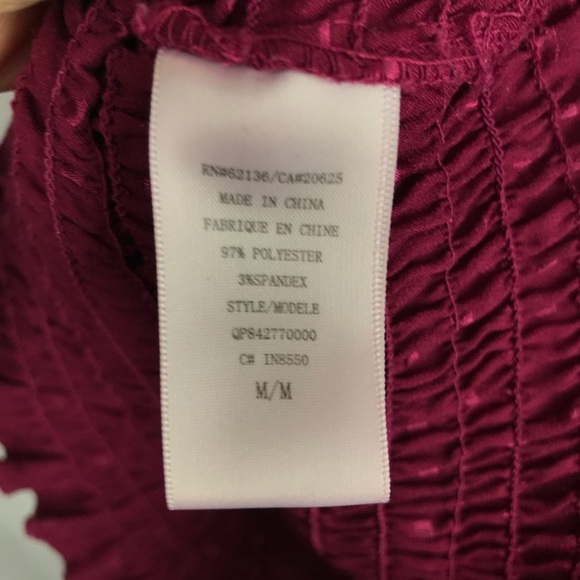 RN#62136/CA#20625
MADE IN CHINA
FABRIQUE EN CHINE
97% POLYESTER
3%SPANDEX
STYLE/MODELE
QP842770000
C# IN8550
M/M